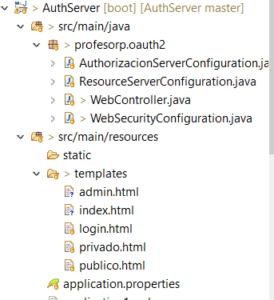 > AuthServer [boot] [AuthServer master]
> src/main/java
> profesorp.oauth2
> AuthorizacionServerConfiguration.ja
ResourceServerConfiguration.java
> WebController.java
> WebSecurityConfiguration.java
> src/main/resources
static
> templates
admin.html
index.html
login.html
privado.html
publico.html
application.properties